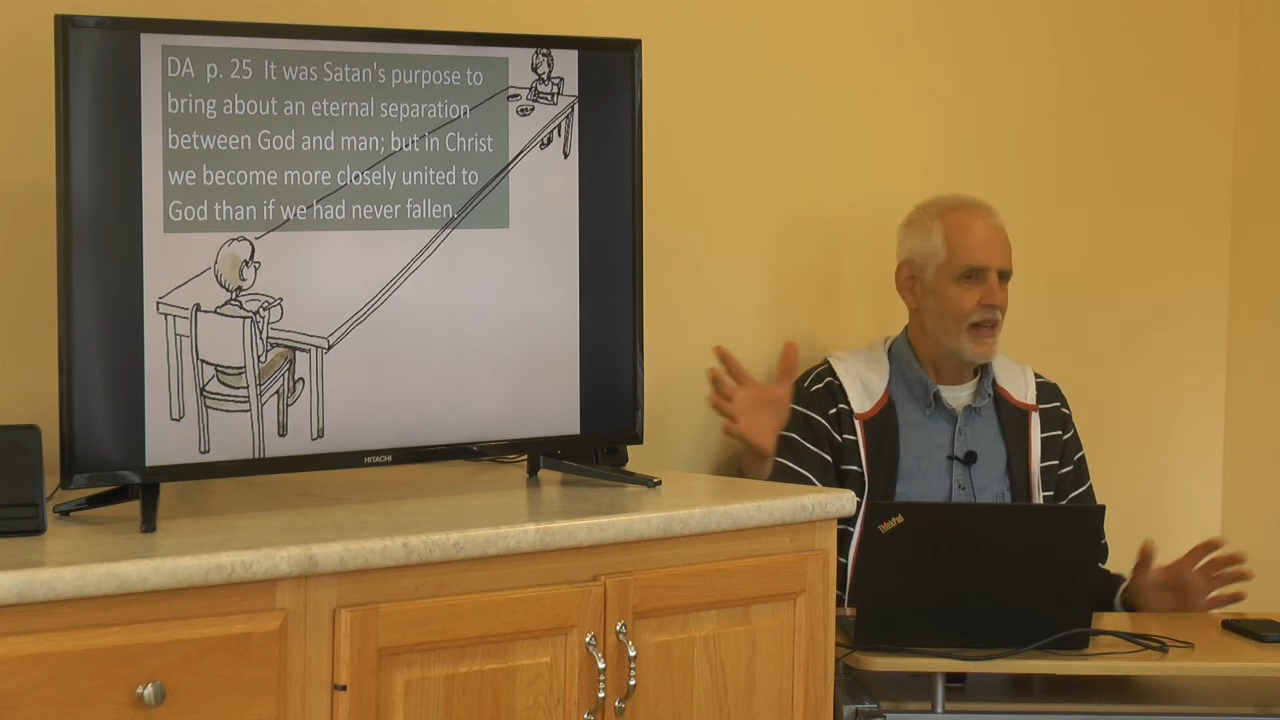 DA p. 25 It was Satan's purpose to
bring about an eternal separation
between God and man; but in Christ
we become more closely united to
God than if we had never fallen.
HITACHI
ThinkPad